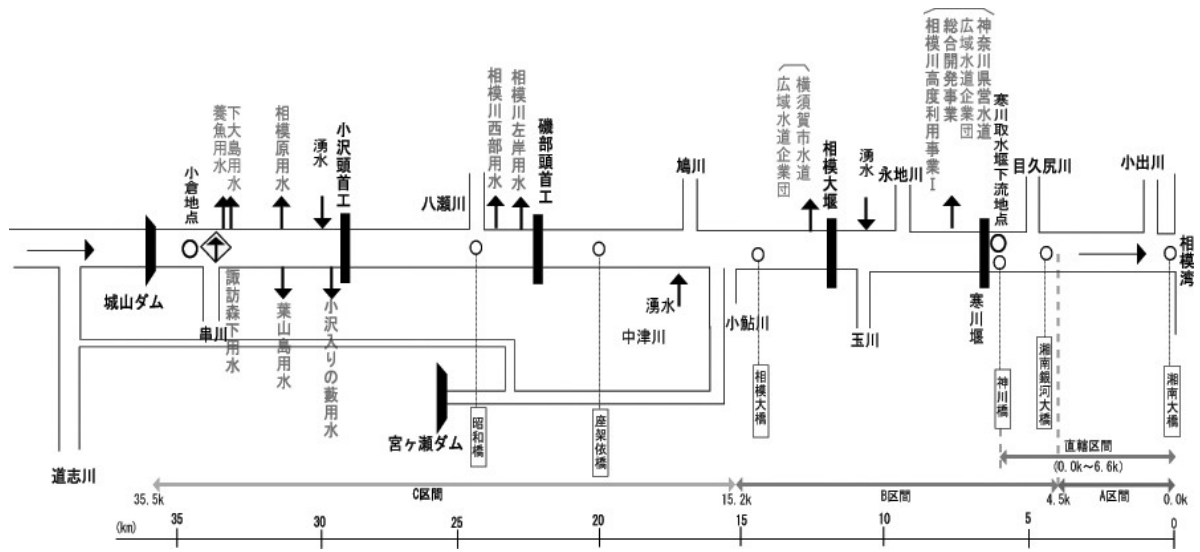 神奈川県営水道
広域水道企業団
総合開発事業
相模川高度利用事業Ⅰ
横須賀市水道
広域水道企業団
寒川取水堰下流地点
目久尻川
小出川
永地川
湧水
相模大堰
鳩川
磯部頭首工
相模川左岸用水
相模川西部用水
八瀬川
小沢頭首工
湧水
相模原用水
下大島用水
養魚用水
小倉地点
相模湾
城山ダム
串川
諏訪森下用水
葉山島用水
小沢入りの藪用水
湧水
中津川
小鮎川
玉川
寒川堰
宮ヶ瀬ダム
道志川
昭和橋
座架依橋
相模大橋
神川橋
湘南銀河大橋
湘南大橋
直轄区間
(0.0k～6.6k)
C区間
B区間
A区間
35.5k
15.2k
4.5k
0.0k
(km)
35
30
25
20
15
10
5
0